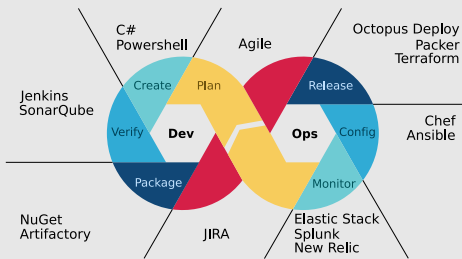 C#
Powershell
Agile
Octopus Deploy
Packer
Terraform
Jenkins
SonarQube
Create
Plan
Release
Verify
Dev
Ops
Config
Chef
Ansible
Package
Monitor
NuGet
Artifactory
JIRA
Elastic Stack
Splunk
New Relic